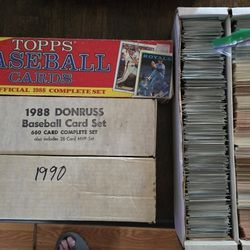 TOPPS
BASEBALL
CARDS
OFFICIAL 1988 COMPLETE SET
ROYALS
1988 DONRUSS
Baseball Card Set
660 CARD COMPLETE SET
also includes 26 Card MVP Set
1990